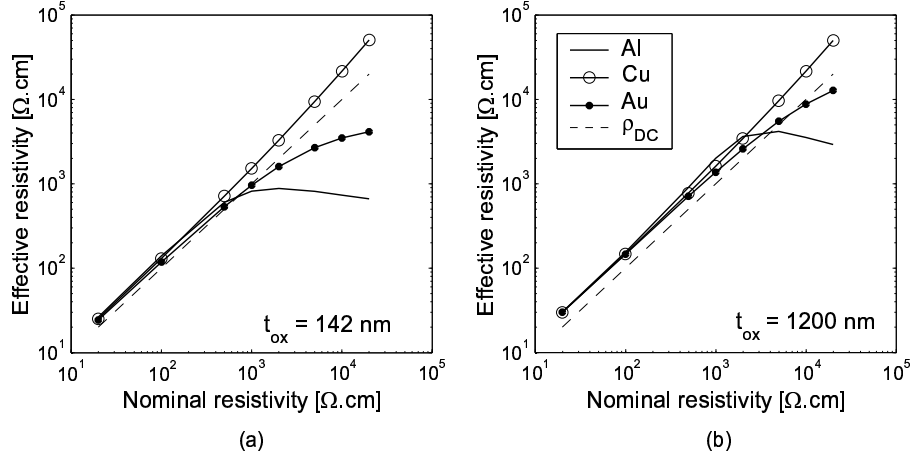 Effective resistivity [Ω.cm]
10^5
10^4
10^3
10^2
10^1
t_ox = 142 nm
10^1 10^2 10^3 10^4 10^5
Nominal resistivity [Ω.cm]
(a)
Effective resistivity [Ω.cm]
10^5
10^4
10^3
10^2
10^1
Al
Cu
Au
ρ_DC
t_ox = 1200 nm
10^1 10^2 10^3 10^4 10^5
Nominal resistivity [Ω.cm]
(b)